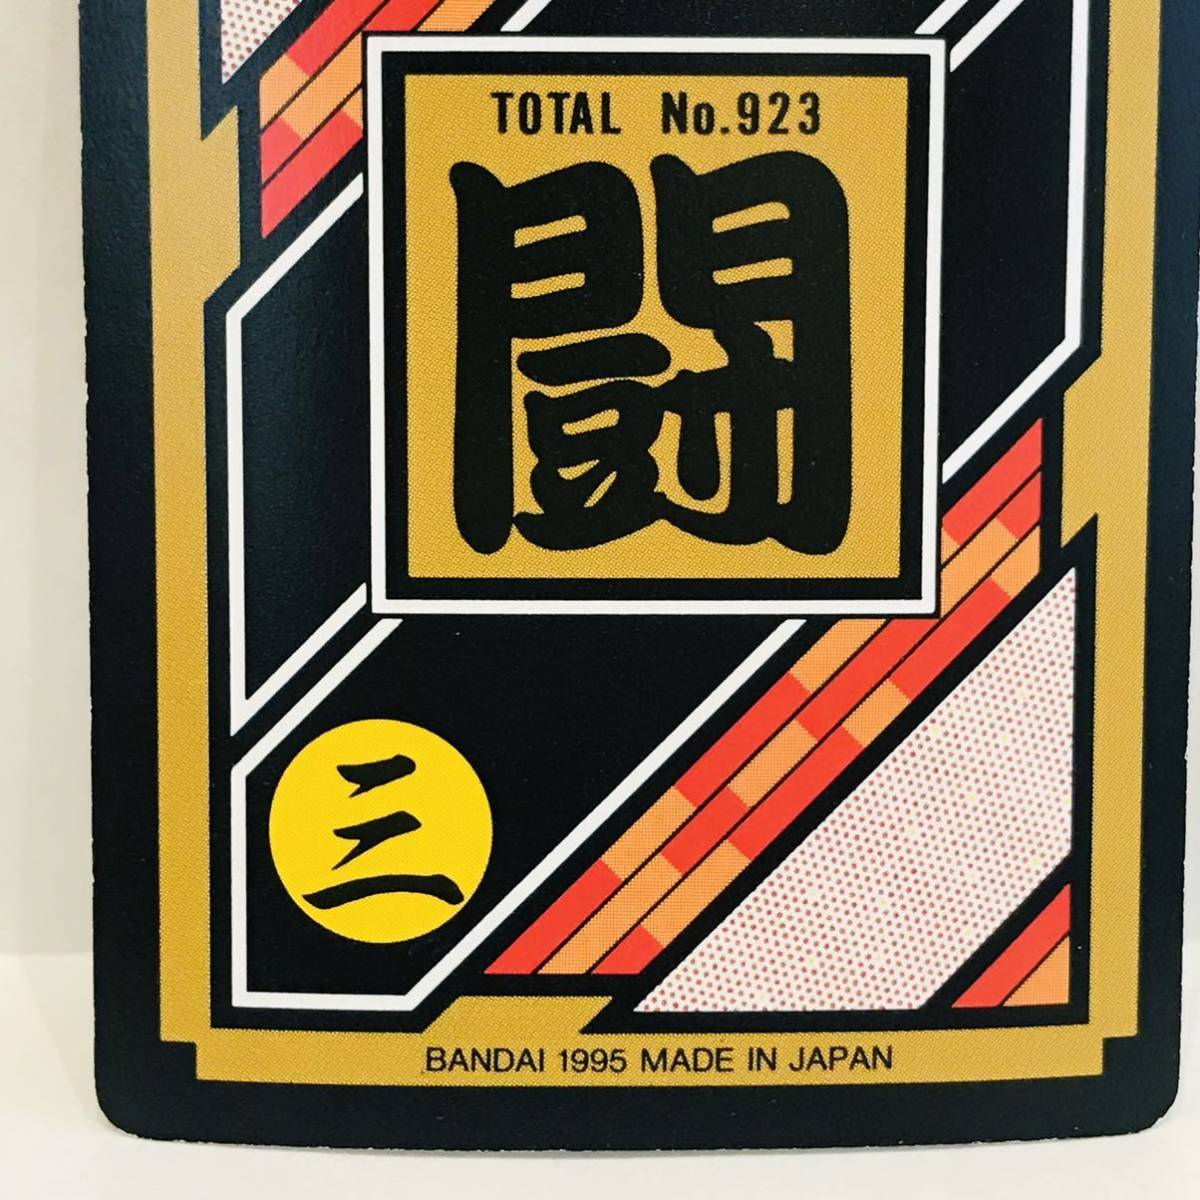 TOTAL No.923
闘
三
BANDAI 1995 MADE IN JAPAN